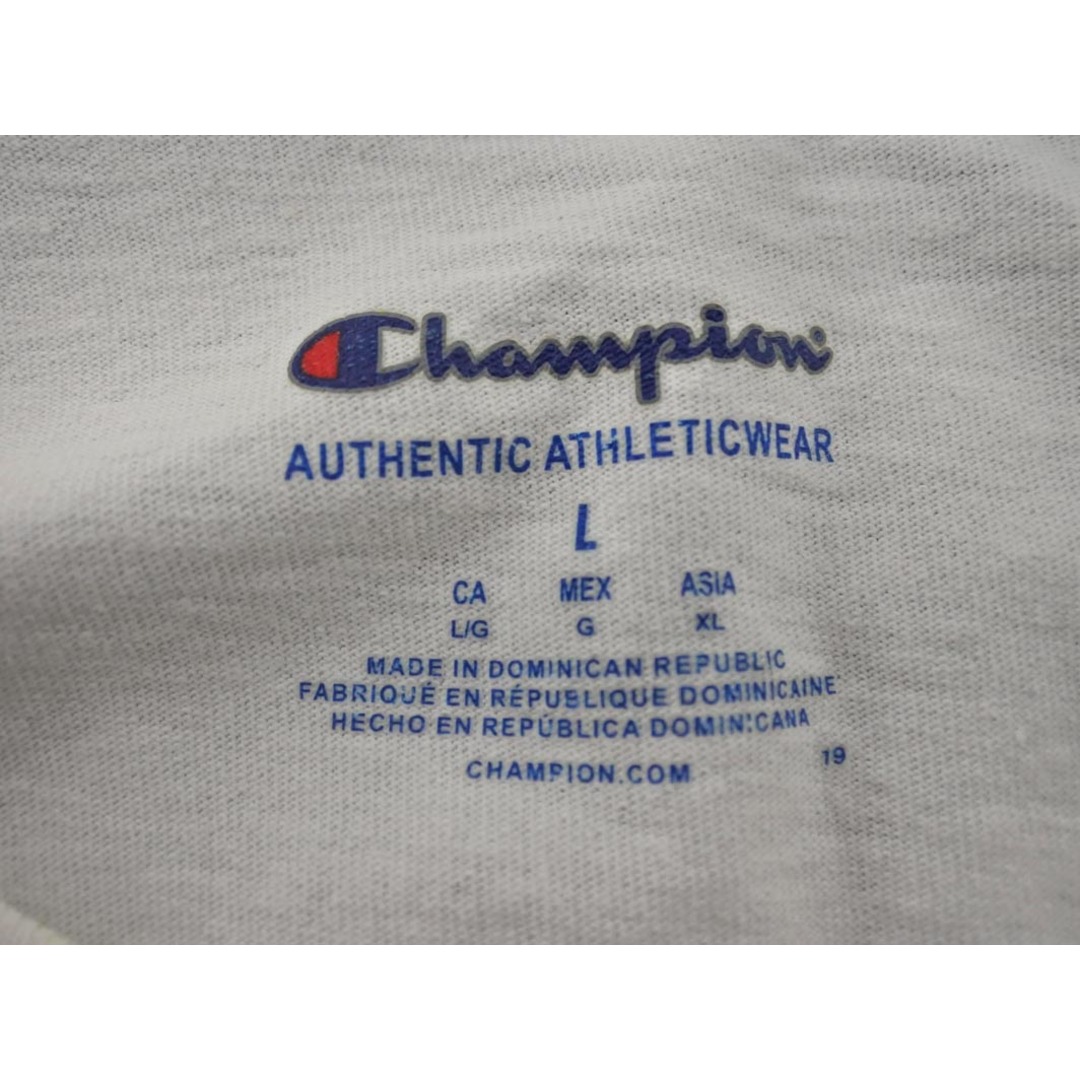 Champion
AUTHENTIC ATHLETICWEAR
L
CA MEX ASIA
L/G G XL
MADE IN DOMINICAN REPUBLIC
FABRIQUÉ EN RÉPUBLIQUE DOMINICAINE
HECHO EN REPÚBLICA DOMINICANA
19
CHAMPION.COM